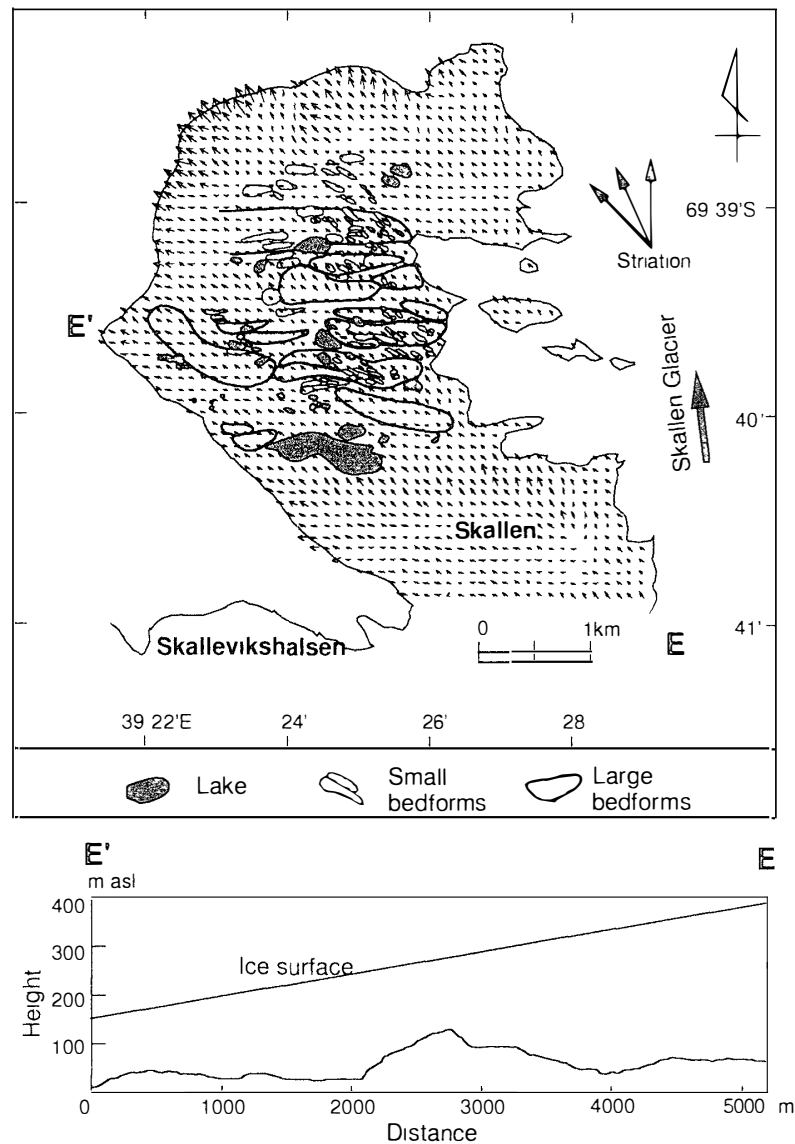 69 39'S
Striation
E'
Skallen Glacier
40'
Skallen
0 1km
E
41'
Skallevikshalsen
39 22'E 24' 26' 28
Lake
Small
bedforms
Large
bedforms
E' E
m asl
400
300
Ice surface
200
Height
100
0 1000 2000 3000 4000 5000 m
Distance